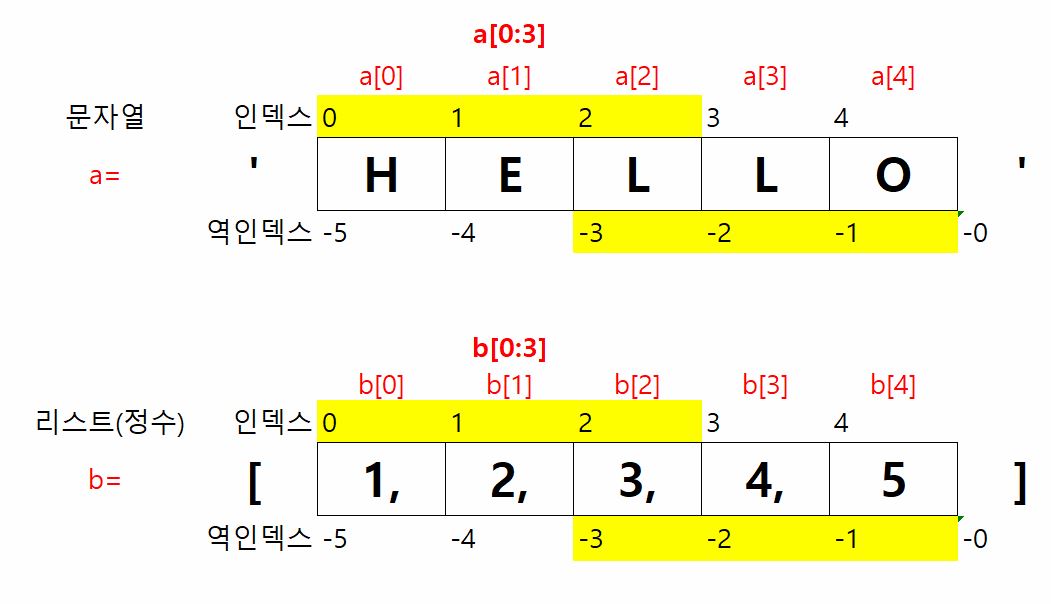 a[0:3]
a[0] a[1] a[2] a[3] a[4]
문자열 인덱스 0 1 2 3 4
a= ' H E L L O '
역인덱스 -5 -4 -3 -2 -1 -0
b[0:3]
b[0] b[1] b[2] b[3] b[4]
리스트(정수) 인덱스 0 1 2 3 4
b= [ 1, 2, 3, 4, 5 ]
역인덱스 -5 -4 -3 -2 -1 -0